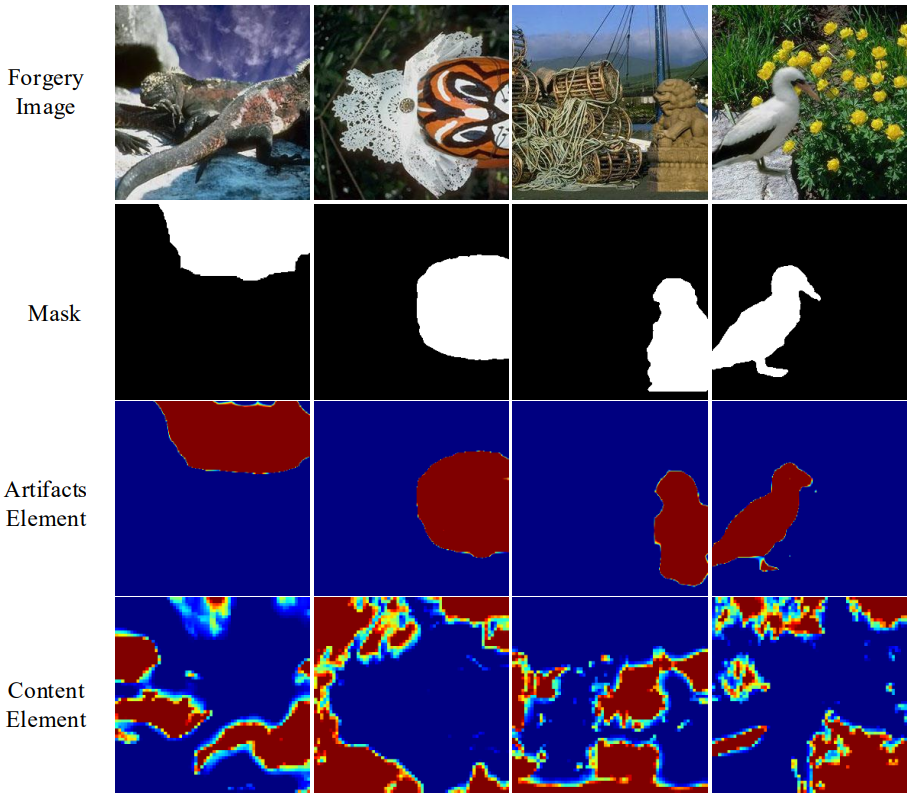 Forgery
Image
Mask
Artifacts
Element
Content
Element